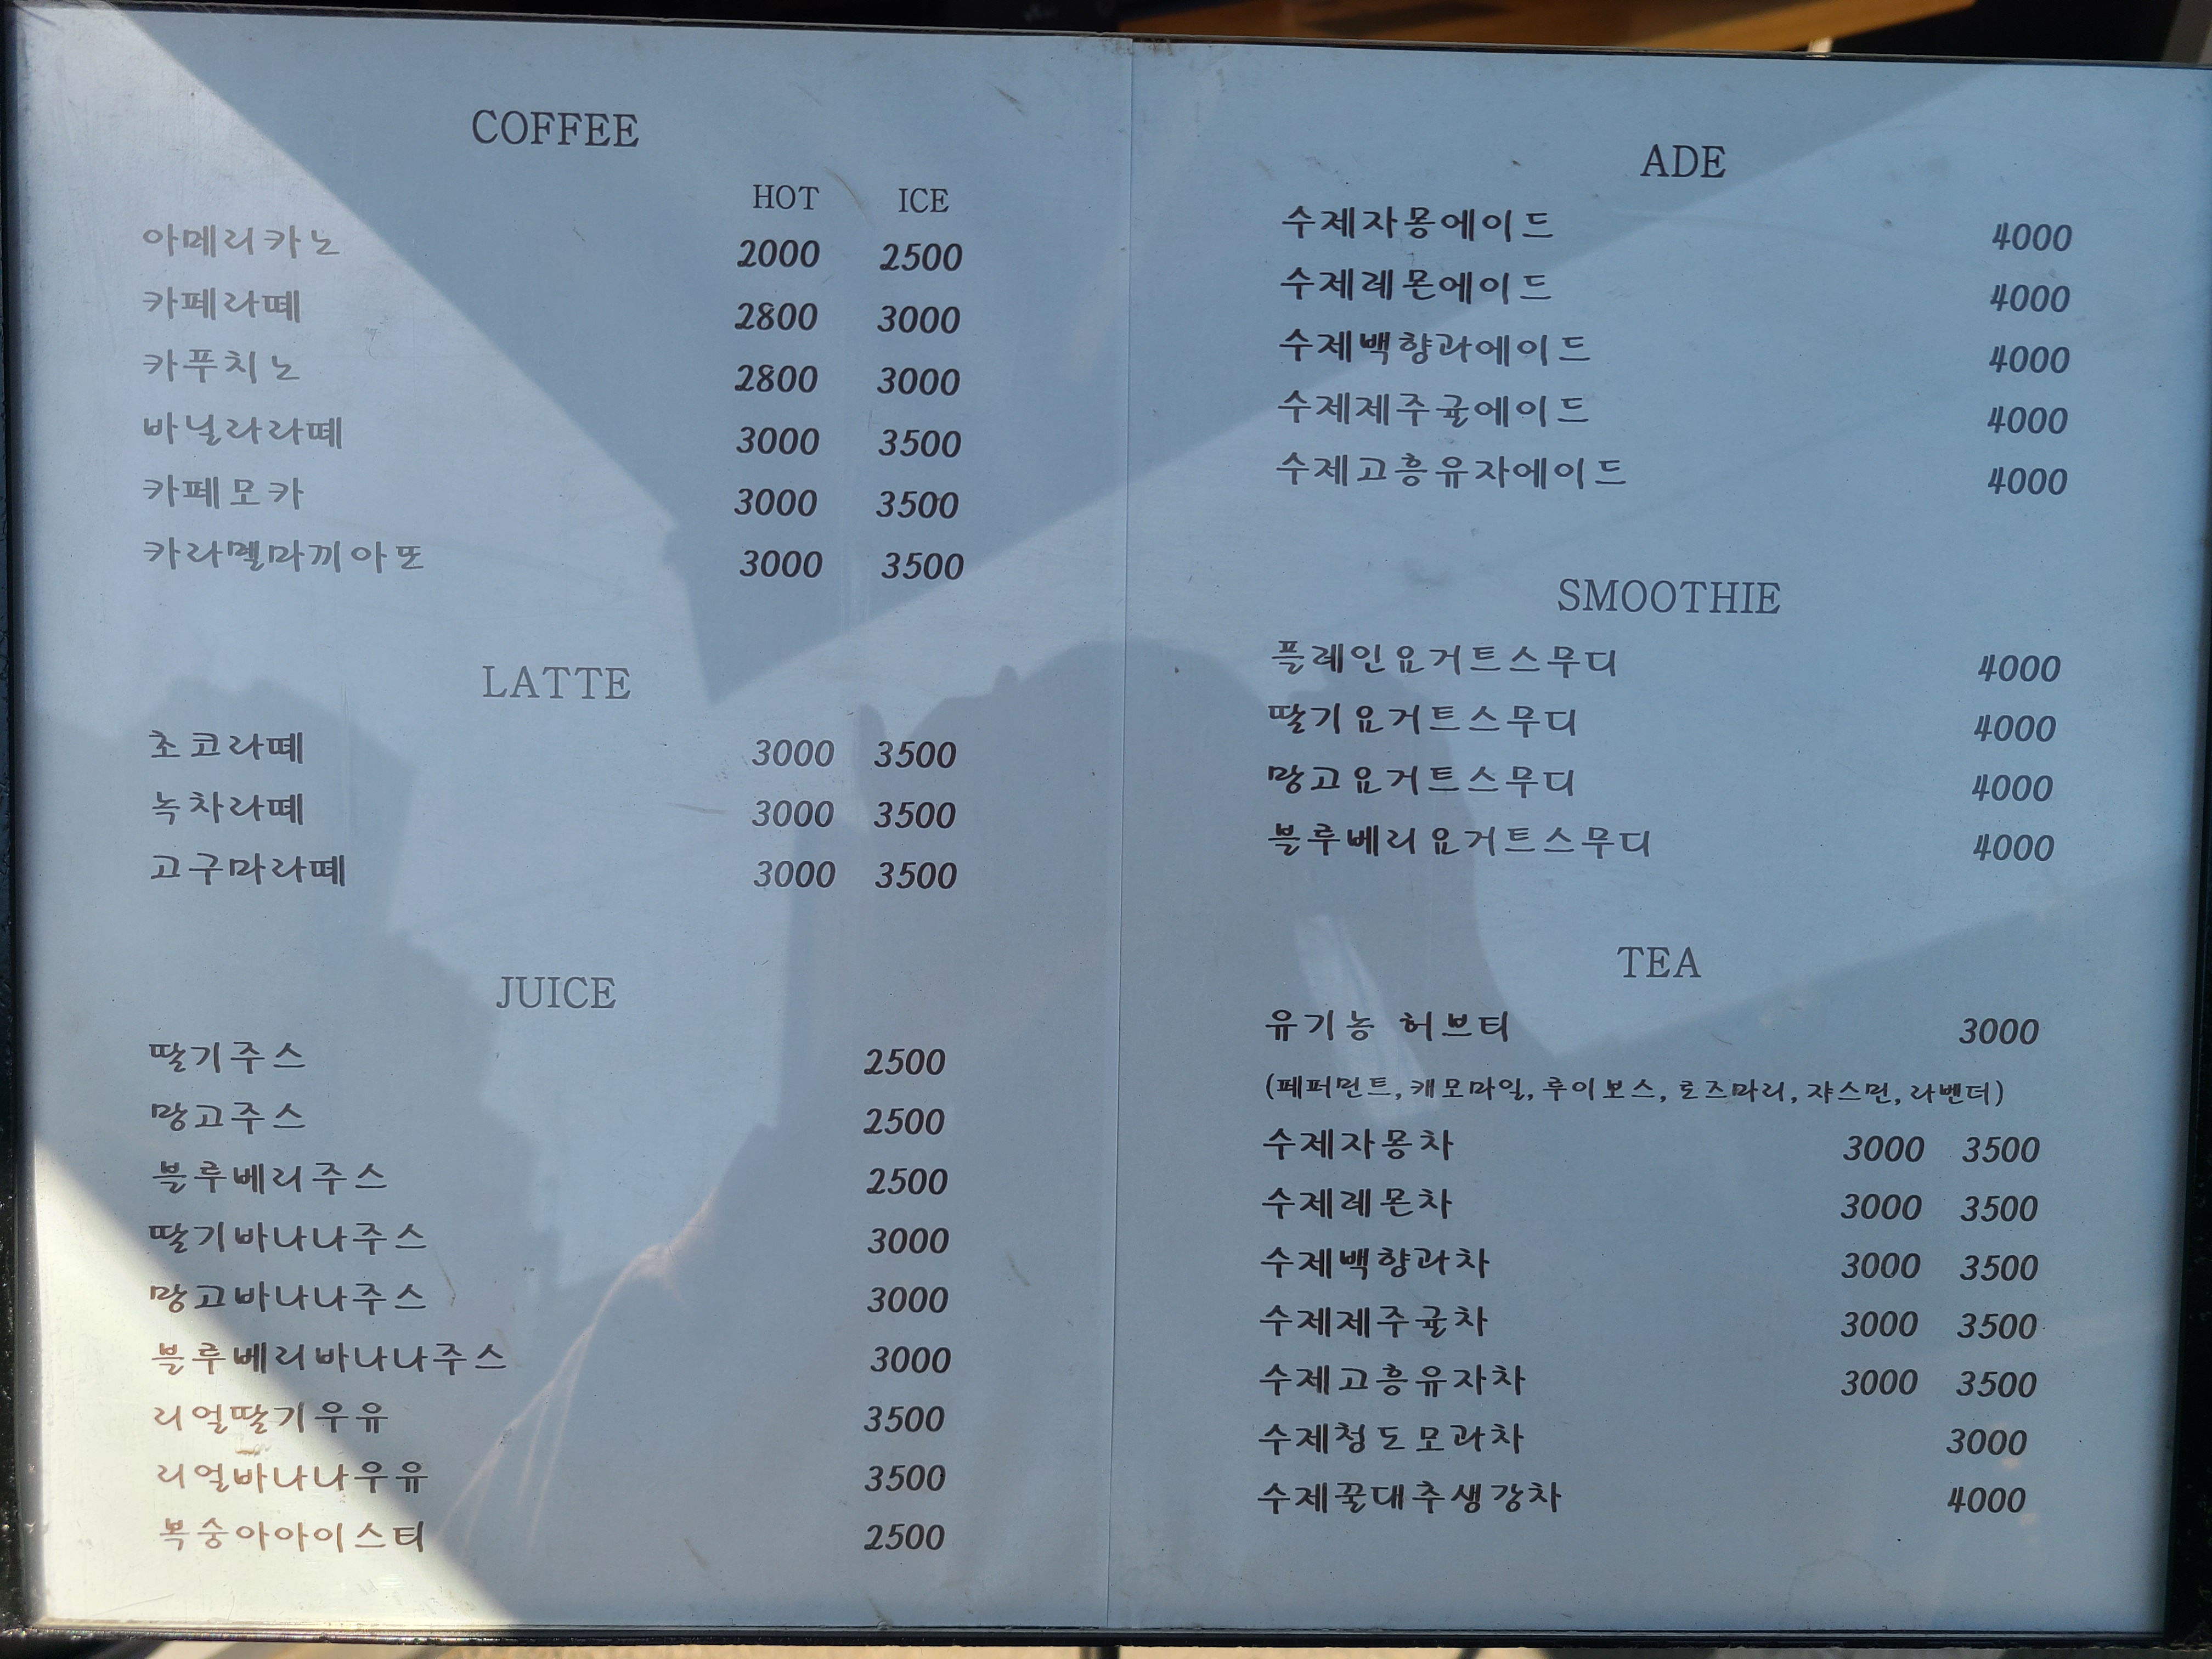 COFFEE
HOT ICE
아메리카노 2000 2500
카페라떼 2800 3000
카푸치노 2800 3000
바닐라라떼 3000 3500
카페모카 3000 3500
카라멜마끼아또 3000 3500
LATTE
초코라떼 3000 3500
녹차라떼 3000 3500
고구마라떼 3000 3500
JUICE
딸기주스 2500
망고주스 2500
블루베리주스 2500
딸기바나나주스 3000
망고바나나주스 3000
블루베리바나나주스 3000
리얼딸기우유 3500
리얼바나나우유 3500
복숭아아이스티 2500
ADE
수제자몽에이드 4000
수제레몬에이드 4000
수제백향과에이드 4000
수제제주귤에이드 4000
수제고흥유자에이드 4000
SMOOTHIE
플레인요거트스무디 4000
딸기요거트스무디 4000
망고요거트스무디 4000
블루베리요거트스무디 4000
TEA
유기농 허브티 3000
(페퍼먼트, 캐모마일, 루이보스, 로즈마리, 쟈스민, 라벤더)
수제자몽차 3000 3500
수제레몬차 3000 3500
수제백향과차 3000 3500
수제제주귤차 3000 3500
수제고흥유자차 3000 3500
수제청도모과차 3000
수제꿀대추생강차 4000